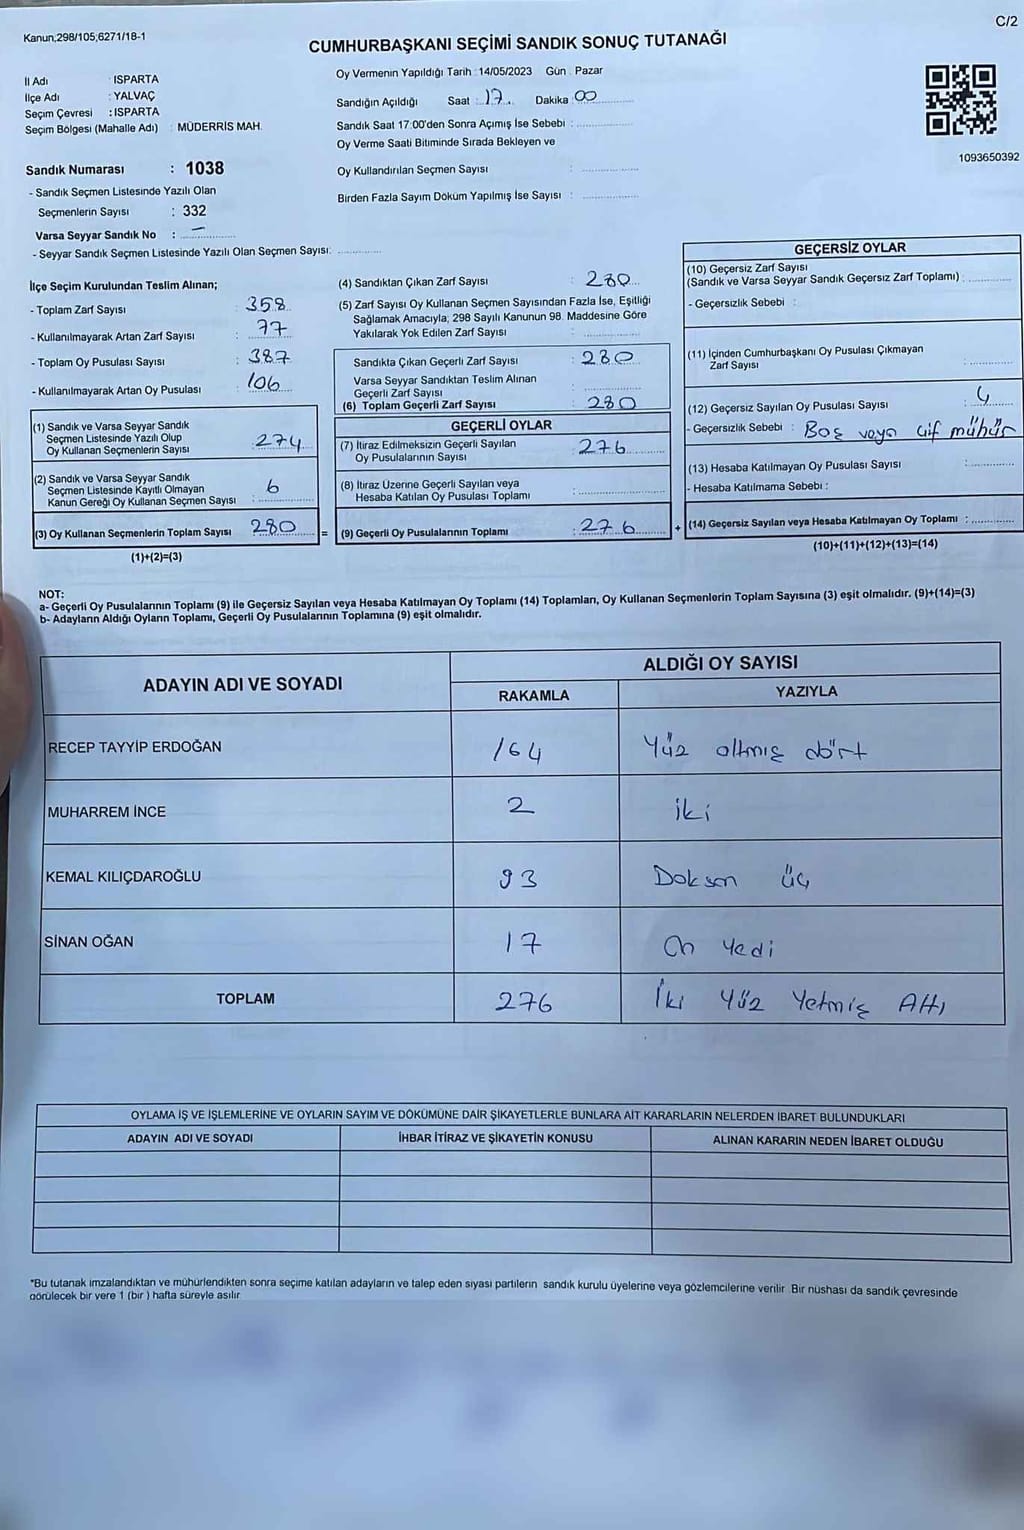 C/2
Kanun;298/105;6271/18-1
CUMHURBAŞKANI SEÇİMİ SANDIK SONUÇ TUTANAĞI
İl Adı : ISPARTA
İlçe Adı : YALVAÇ
Seçim Çevresi : ISPARTA
Seçim Bölgesi (Mahalle Adı) : MÜDERRİS MAH.
Sandık Numarası : 1038
- Sandık Seçmen Listesinde Yazılı Olan
Seçmenlerin Sayısı : 332
Varsa Seyyar Sandık No : —
- Seyyar Sandık Seçmen Listesinde Yazılı Olan Seçmen Sayısı: ............
Oy Vermenin Yapıldığı Tarih : 14/05/2023 Gün : Pazar
Sandığın Açıldığı Saat : 17 Dakika : 00
Sandık Saat 17:00'den Sonra Açımış İse Sebebi : ............
Oy Verme Saati Bitiminde Sırada Bekleyen ve
Oy Kullandırılan Seçmen Sayısı : ............
Birden Fazla Sayım Döküm Yapılmış İse Sayısı : ............
1093650392
İlçe Seçim Kurulundan Teslim Alınan;
- Toplam Zarf Sayısı : 358
- Kullanılmayarak Artan Zarf Sayısı : 77
- Toplam Oy Pusulası Sayısı : 387
- Kullanılmayarak Artan Oy Pusulası : 106
(1) Sandık ve Varsa Seyyar Sandık
Seçmen Listesinde Yazılı Olup
Oy Kullanan Seçmenlerin Sayısı : 274
(2) Sandık ve Varsa Seyyar Sandık
Seçmen Listesinde Kayıtlı Olmayan
Kanun Gereği Oy Kullanan Seçmen Sayısı : 6
(3) Oy Kullanan Seçmenlerin Toplam Sayısı : 280 =
(1)+(2)=(3)
(4) Sandıktan Çıkan Zarf Sayısı : 280
(5) Zarf Sayısı Oy Kullanan Seçmen Sayısından Fazla İse, Eşitliği
Sağlamak Amacıyla; 298 Sayılı Kanunun 98. Maddesine Göre
Yakılarak Yok Edilen Zarf Sayısı : ............
Sandıkta Çıkan Geçerli Zarf Sayısı : 280
Varsa Seyyar Sandıktan Teslim Alınan
Geçerli Zarf Sayısı : ............
(6) Toplam Geçerli Zarf Sayısı : 280
GEÇERLİ OYLAR
(7) İtiraz Edilmeksizin Geçerli Sayılan
Oy Pusulalarının Sayısı : 276
(8) İtiraz Üzerine Geçerli Sayılan veya
Hesaba Katılan Oy Pusulası Toplamı : ............
(9) Geçerli Oy Pusulalarının Toplamı : 276 +
GEÇERSİZ OYLAR
(10) Geçersiz Zarf Sayısı
(Sandık ve Varsa Seyyar Sandık Geçersiz Zarf Toplamı) : ............
- Geçersizlik Sebebi :
(11) İçinden Cumhurbaşkanı Oy Pusulası Çıkmayan
Zarf Sayısı : ............
(12) Geçersiz Sayılan Oy Pusulası Sayısı : 4
- Geçersizlik Sebebi : Boş veya Çif mühür
(13) Hesaba Katılmayan Oy Pusulası Sayısı : ............
- Hesaba Katılmama Sebebi :
(14) Geçersiz Sayılan veya Hesaba Katılmayan Oy Toplamı : ............
(10)+(11)+(12)+(13)=(14)
NOT:
a- Geçerli Oy Pusulalarının Toplamı (9) ile Geçersiz Sayılan veya Hesaba Katılmayan Oy Toplamı (14) Toplamları, Oy Kullanan Seçmenlerin Toplam Sayısına (3) eşit olmalıdır. (9)+(14)=(3)
b- Adayların Aldığı Oyların Toplamı, Geçerli Oy Pusulalarının Toplamına (9) eşit olmalıdır.
ADAYIN ADI VE SOYADI
ALDIĞI OY SAYISI
RAKAMLA YAZIYLA
RECEP TAYYİP ERDOĞAN 164 Yüz altmış dört
MUHARREM İNCE 2 iki
KEMAL KILIÇDAROĞLU 93 Doksan üç
SİNAN OĞAN 17 On Yedi
TOPLAM 276 İki Yüz Yetmiş Altı
OYLAMA İŞ VE İŞLEMLERİNE VE OYLARIN SAYIM VE DÖKÜMÜNE DAİR ŞİKAYETLERLE BUNLARA AİT KARARLARIN NELERDEN İBARET BULUNDUKLARI
ADAYIN ADI VE SOYADI İHBAR İTİRAZ VE ŞİKAYETİN KONUSU ALINAN KARARIN NEDEN İBARET OLDUĞU
*Bu tutanak imzalandıktan ve mühürlendikten sonra seçime katılan adayların ve talep eden siyasi partilerin sandık kurulu üyelerine veya gözlemcilerine verilir. Bir nüshası da sandık çevresinde
görülecek bir yere 1 (bir ) hafta süreyle asılır.